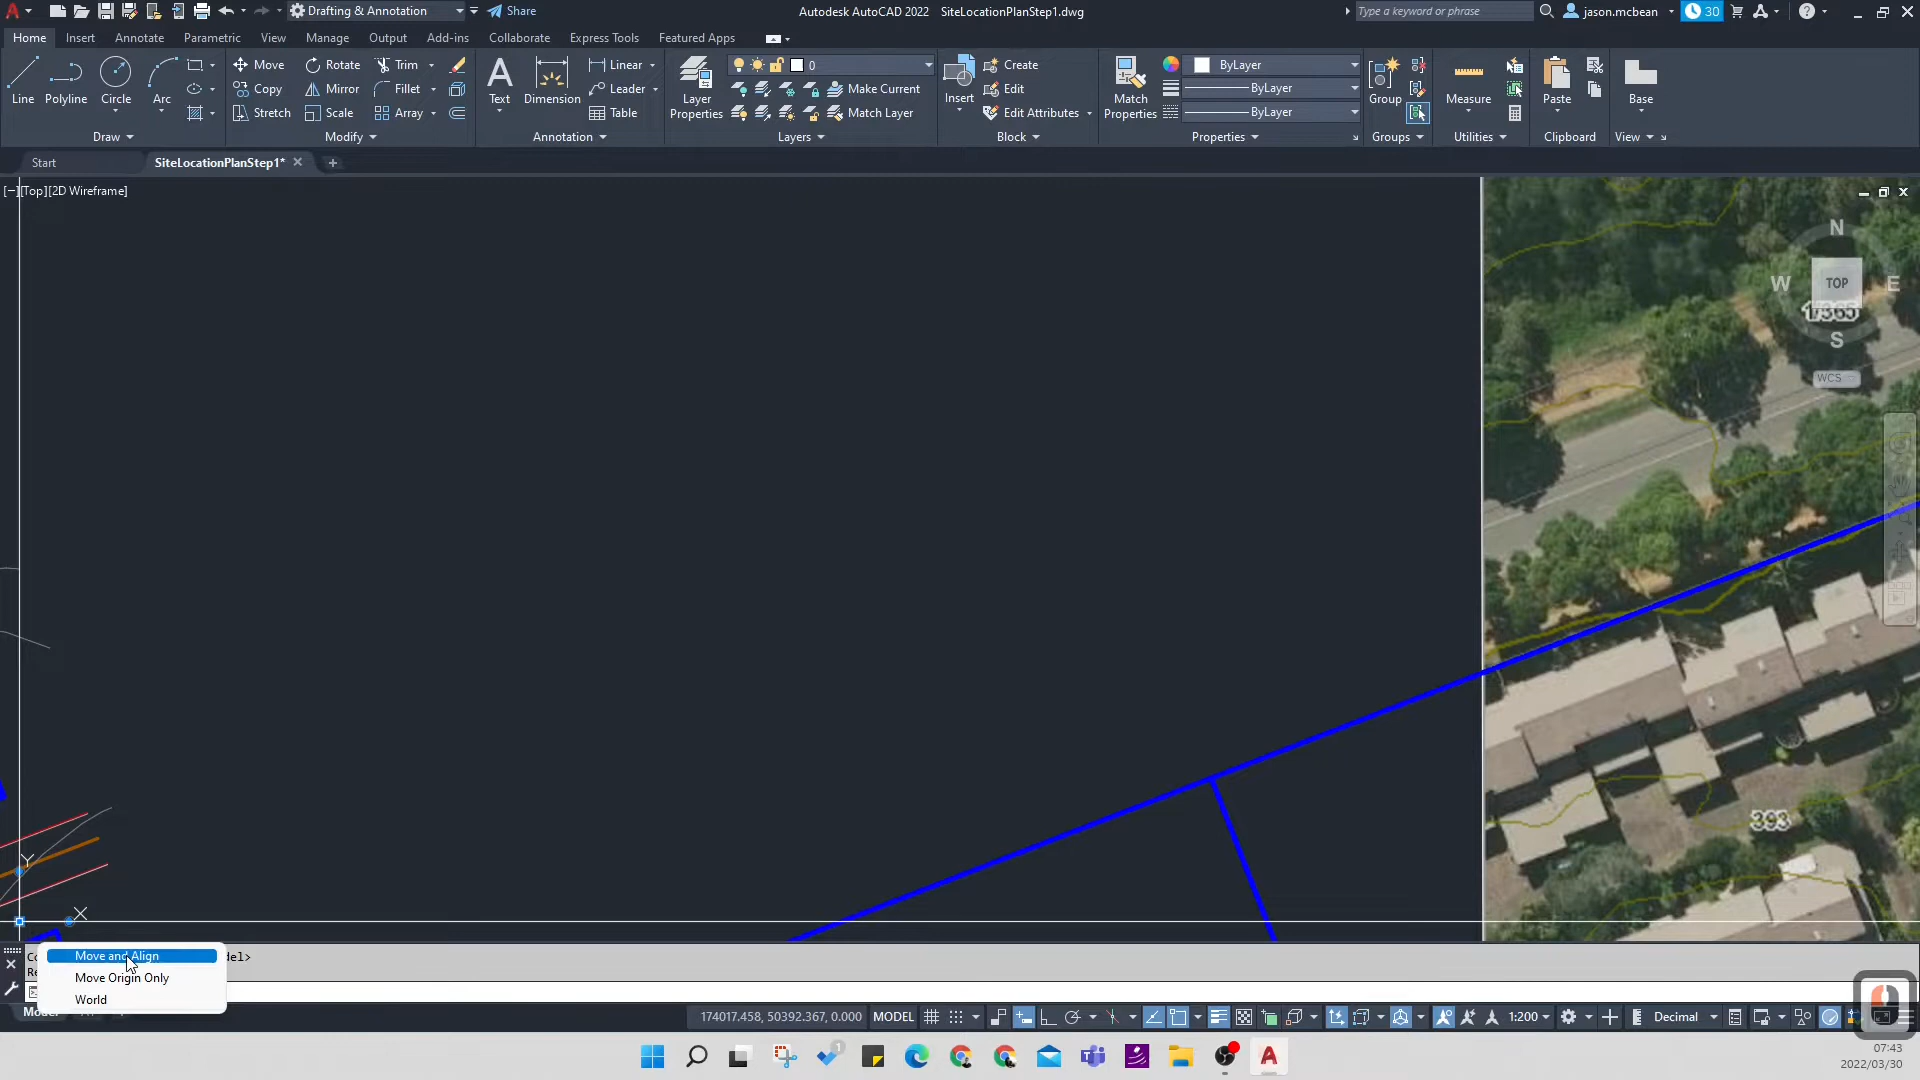 Drafting & Annotation
Share
Autodesk AutoCAD 2022 SiteLocationPlanStep1.dwg
Type a keyword or phrase
jason.mcbean
30
Home
Insert
Annotate
Parametric
View
Manage
Output
Add-ins
Collaborate
Express Tools
Featured Apps
Line
Polyline
Circle
Arc
Draw
Move
Copy
Stretch
Rotate
Mirror
Scale
Trim
Fillet
Array
Modify
Text
Dimension
Linear
Leader
Table
Annotation
Layer
Properties
0
Make Current
Match Layer
Layers
Insert
Create
Edit
Edit Attributes
Block
Match
Properties
ByLayer
ByLayer
ByLayer
Properties
Group
Groups
Measure
Utilities
Paste
Clipboard
Base
View
Start
SiteLocationPlanStep1*
[−][Top][2D Wireframe]
N
W
TOP
E
S
WCS
393
Y
X
del>
Move and Align
Move Origin Only
World
174017.458, 50392.367, 0.000
MODEL
1:200
Decimal
07:43
2022/03/30